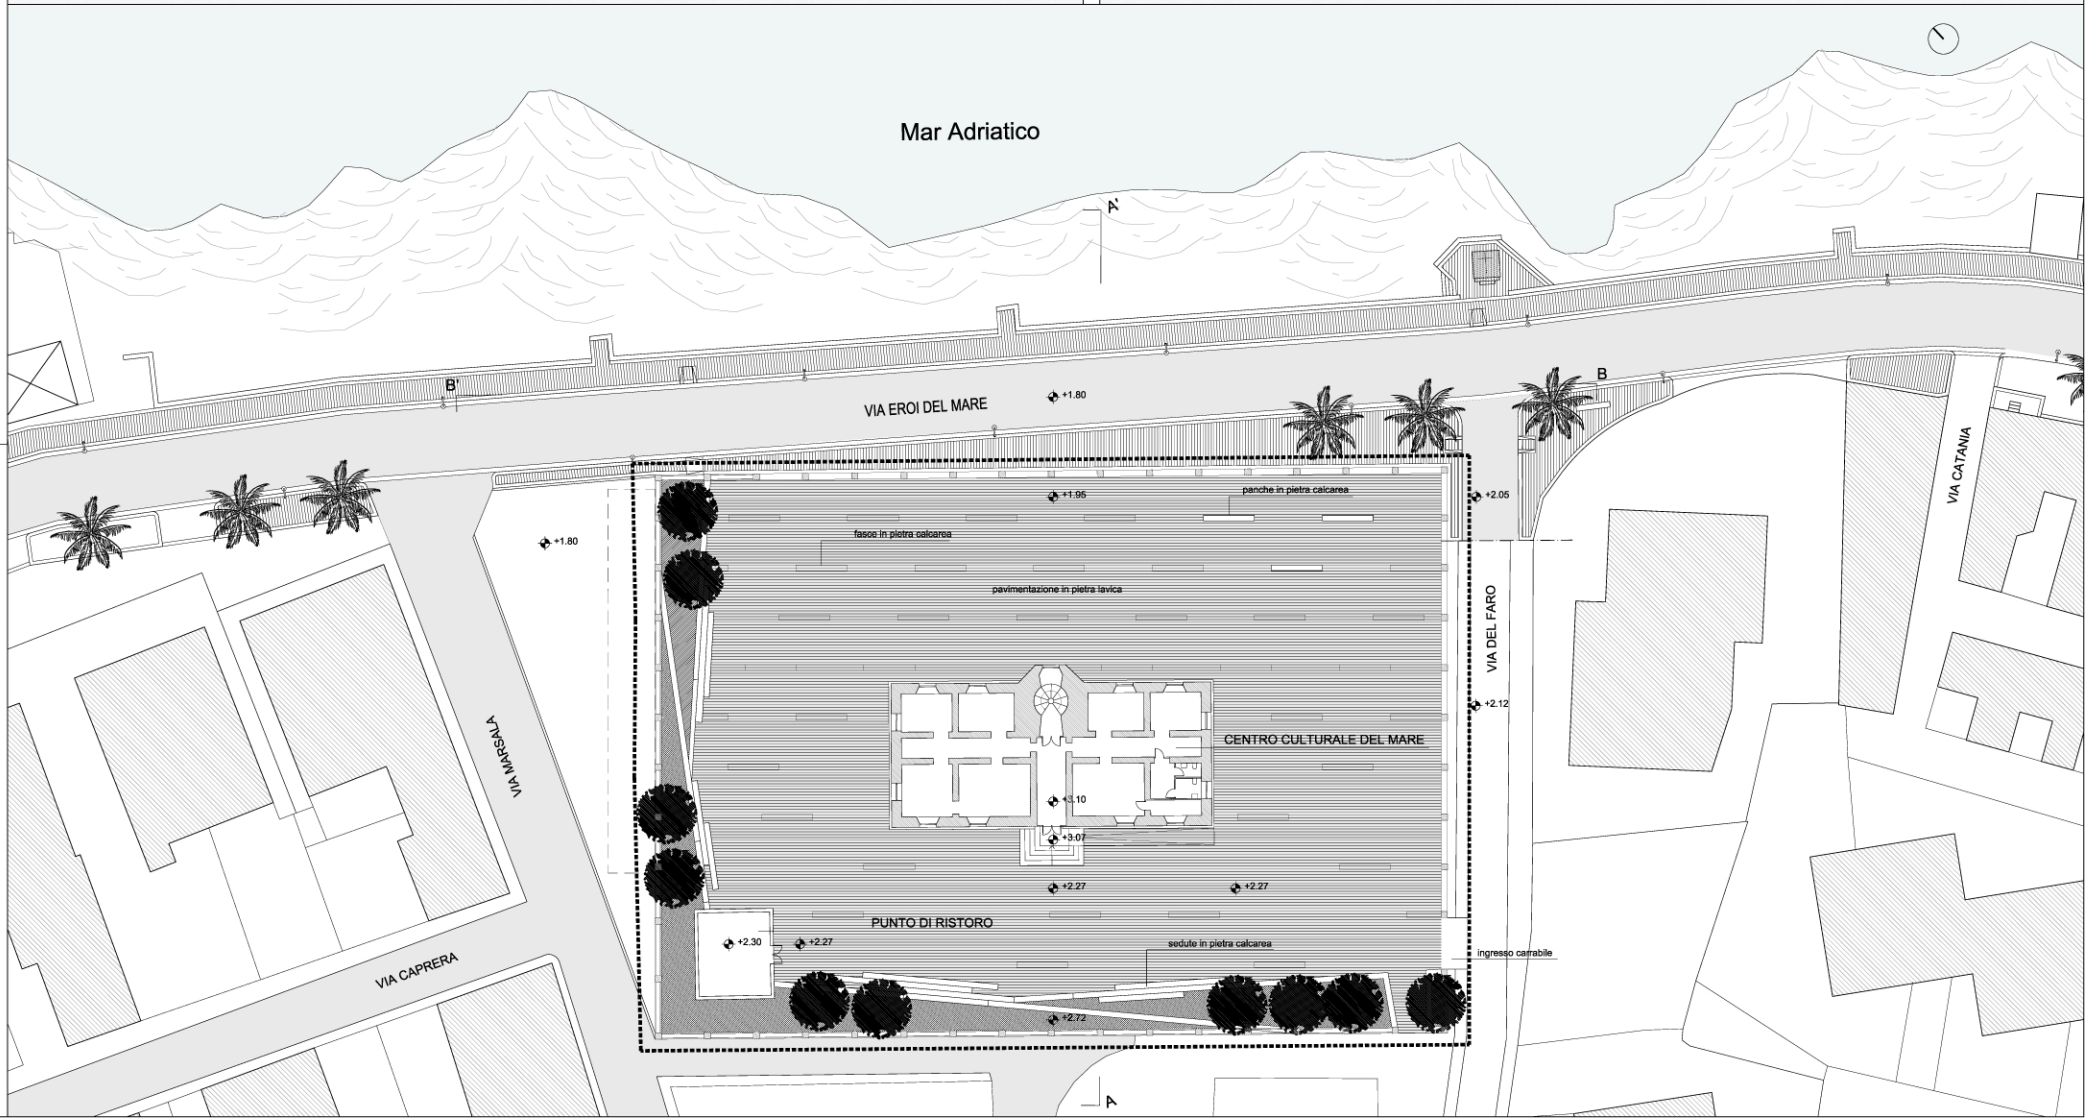 Mar Adriatico
A'
B'
B
VIA EROI DEL MARE
+1.80
VIA CATANIA
+1.95
panche in pietra calcarea
+2.05
fasce in pietra calcarea
+1.80
pavimentazione in pietra lavica
VIA DEL FARO
+2.12
VIA MARSALA
CENTRO CULTURALE DEL MARE
+3.10
+3.07
+2.27
+2.27
PUNTO DI RISTORO
+2.30
+2.27
sedute in pietra calcarea
ingresso carrabile
VIA CAPRERA
+2.72
A